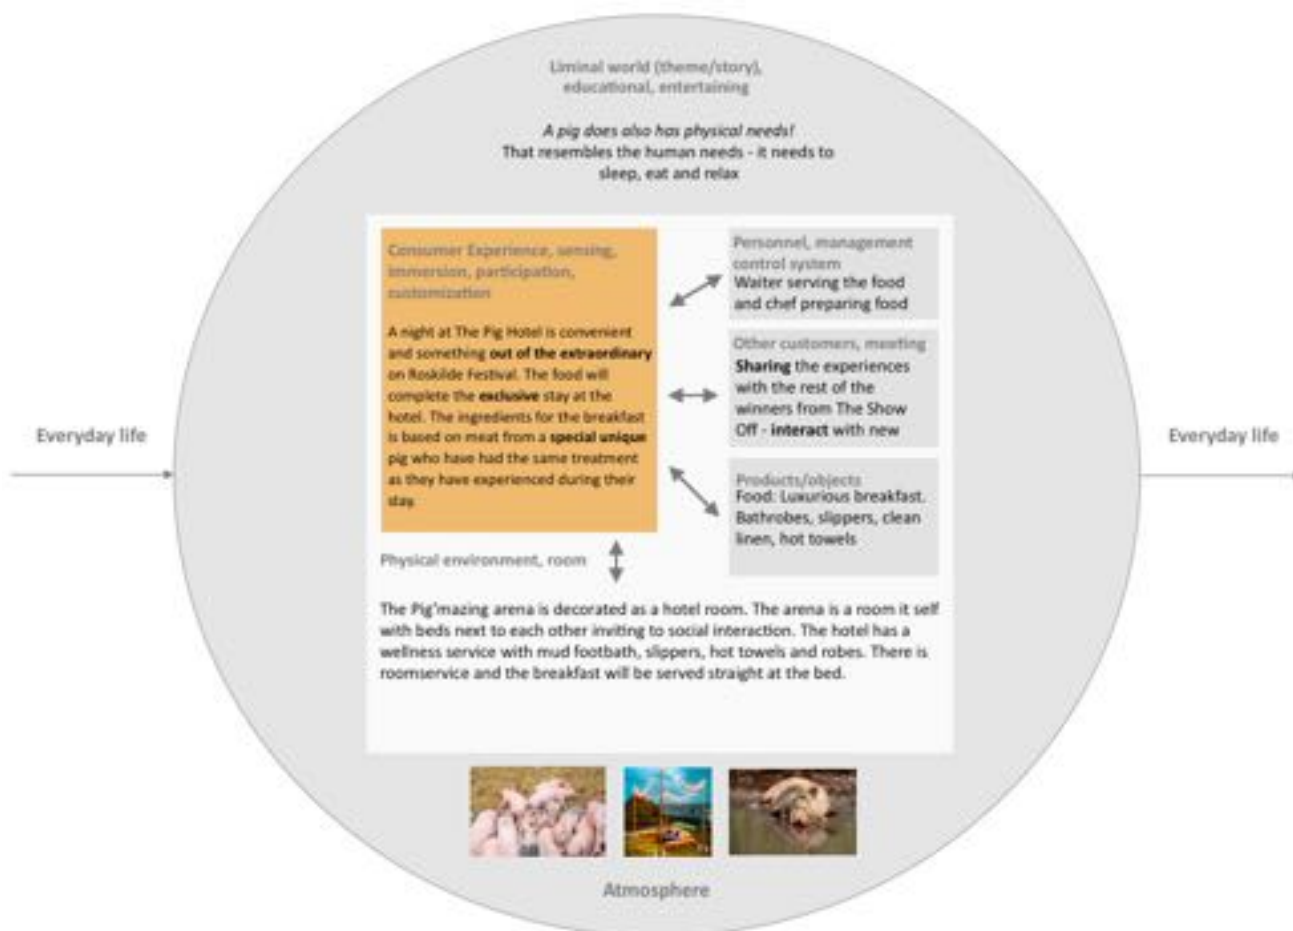 Liminal world (theme/story),
educational, entertaining
A pig does also has physical needs!
That resembles the human needs - it needs to
sleep, eat and relax
Consumer Experience, sensing,
immersion, participation,
customization
A night at The Pig Hotel is convenient
and something out of the extraordinary
on Roskilde Festival. The food will
complete the exclusive stay at the
hotel. The ingredients for the breakfast
is based on meat from a special unique
pig who have had the same treatment
as they have experienced during their
stay.
Personnel, management
control system
Waiter serving the food
and chef preparing food
Other customers, meeting
Sharing the experiences
with the rest of the
winners from The Show
Off - interact with new
Products/objects
Food: Luxurious breakfast.
Bathrobes, slippers, clean
linen, hot towels
Everyday life
Everyday life
Physical environment, room
The Pig'mazing arena is decorated as a hotel room. The arena is a room it self
with beds next to each other inviting to social interaction. The hotel has a
wellness service with mud footbath, slippers, hot towels and robes. There is
roomservice and the breakfast will be served straight at the bed.
Atmosphere